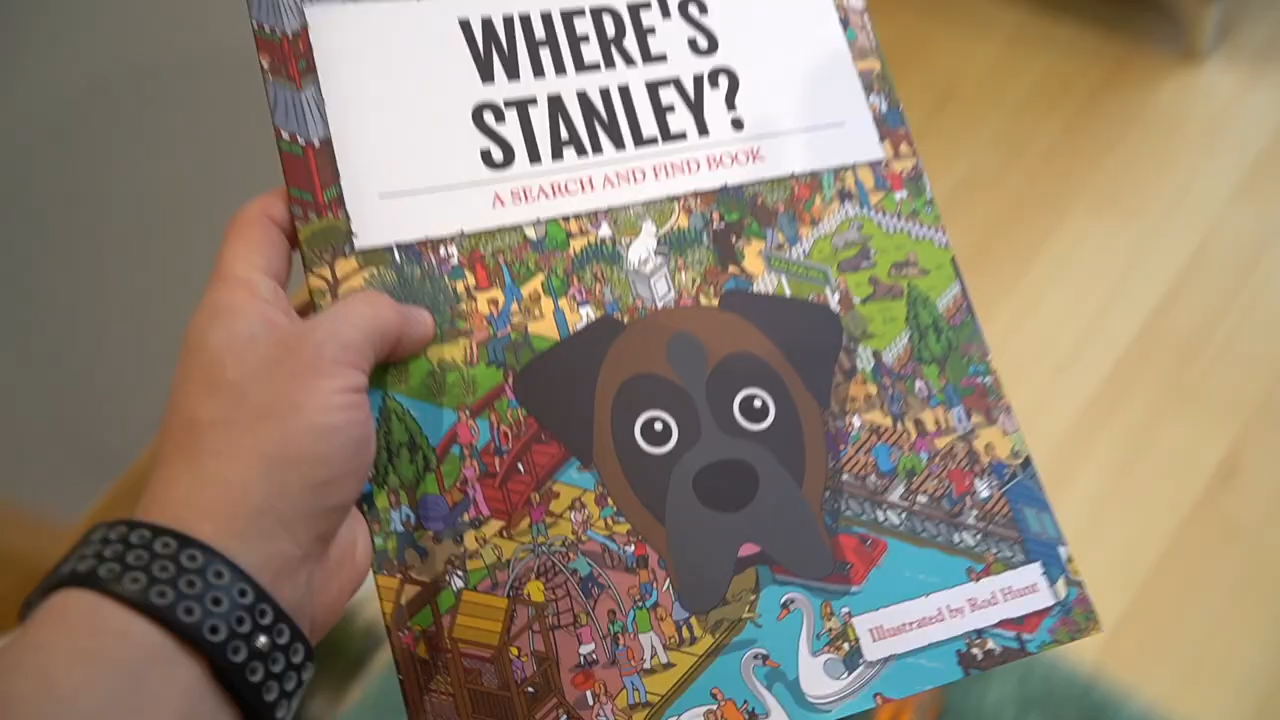 WHERE'S
STANLEY?
A SEARCH AND FIND BOOK
Illustrated by Rod Hunt